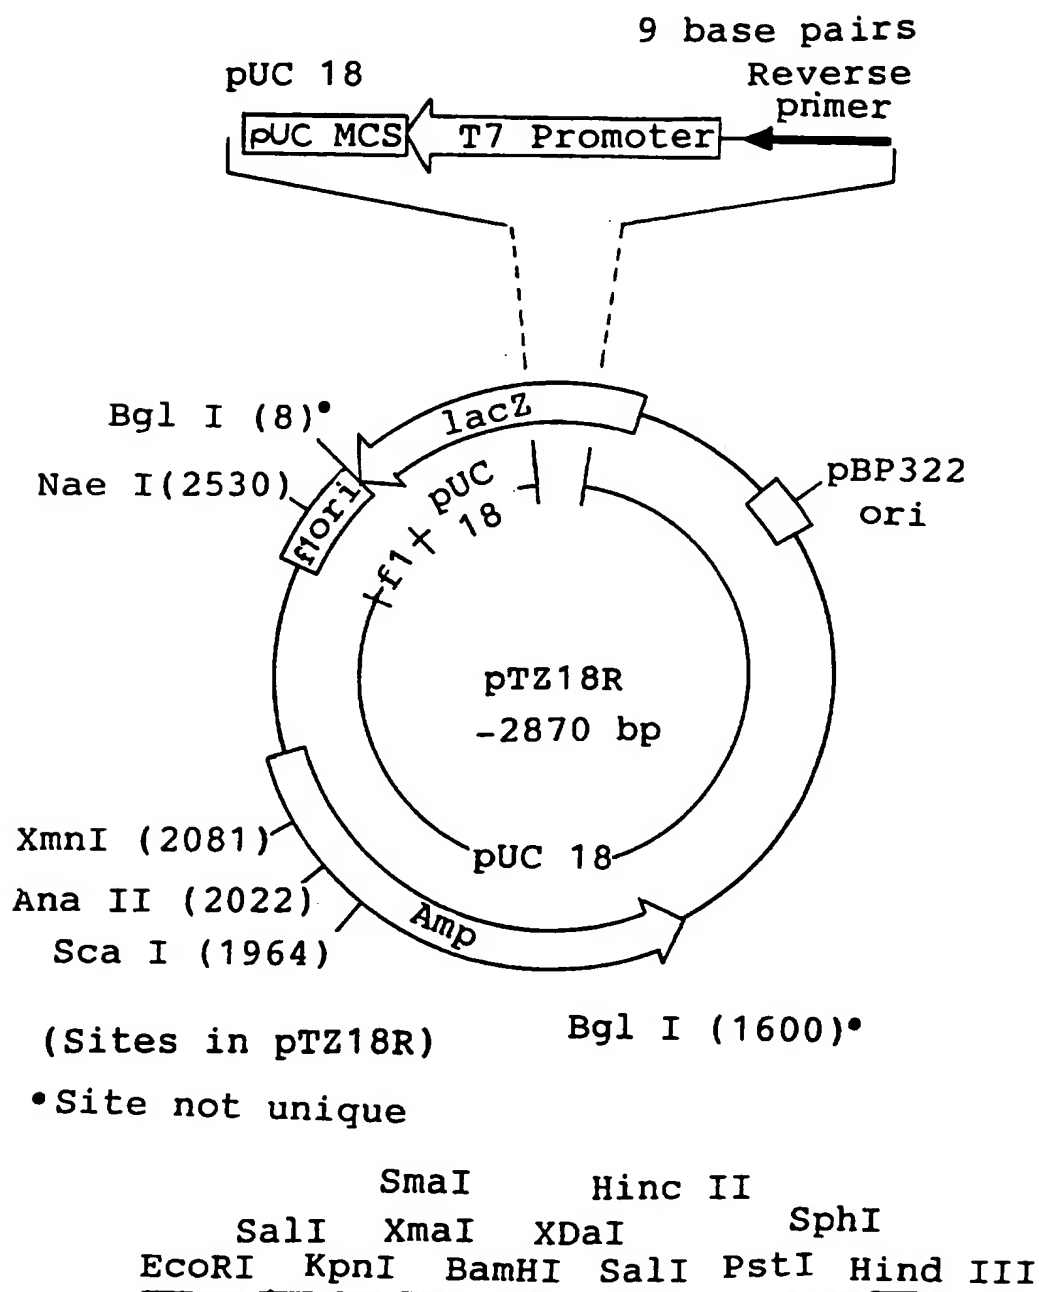 9 base pairs
pUC 18
Reverse
primer
pUC MCS
T7 Promoter
lacZ
Bgl I (8)•
Nae I(2530)
f1ori
pBP322
ori
pUC
18
f1
pTZ18R
~2870 bp
XmnI (2081)
pUC 18
Ana II (2022)
Amp
Sca I (1964)
Bgl I (1600)•
(Sites in pTZ18R)
•Site not unique
SmaI Hinc II
SalI XmaI XDaI SphI
EcoRI KpnI BamHI SalI PstI Hind III